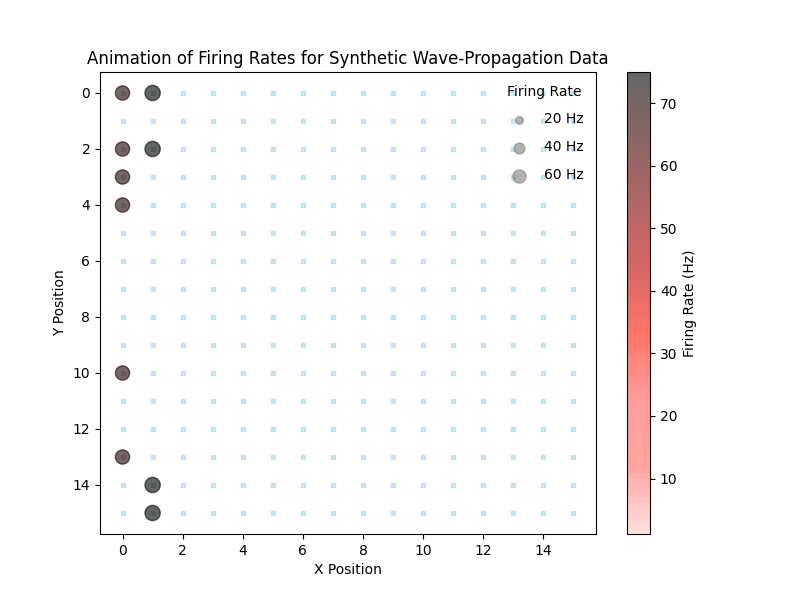 Animation of Firing Rates for Synthetic Wave-Propagation Data
Firing Rate
20 Hz
40 Hz
60 Hz
0
2
4
6
8
10
12
14
Y Position
0 2 4 6 8 10 12 14
X Position
70
60
50
40
30
20
10
Firing Rate (Hz)